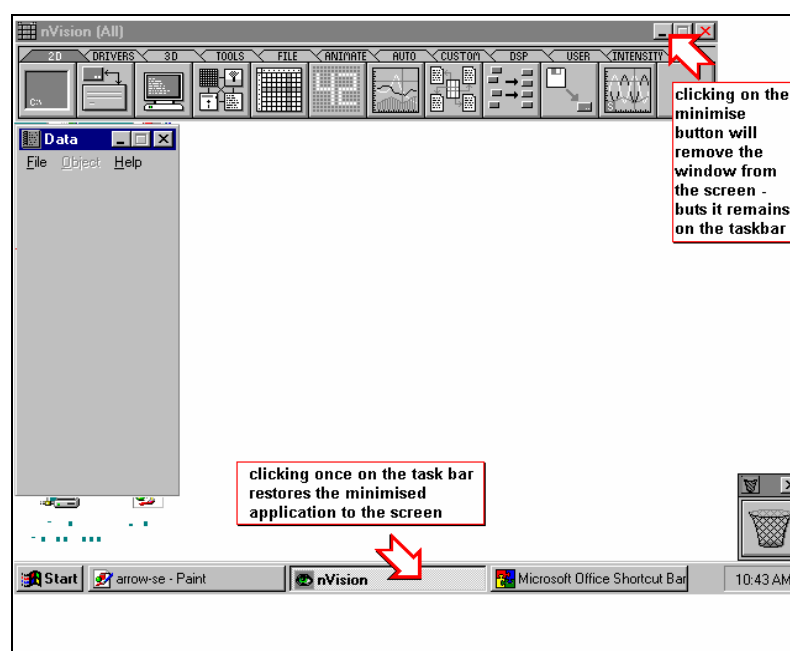 nVision (All)
2D DRIVERS 3D TOOLS FILE ANIMATE AUTO CUSTOM DSP USER INTENSITY
C:\
42
clicking on the
minimise
button will
remove the
window from
the screen -
buts it remains
on the taskbar
Data
File Object Help
clicking once on the task bar
restores the minimised
application to the screen
Start arrow-se - Paint nVision Microsoft Office Shortcut Bar 10:43 AM